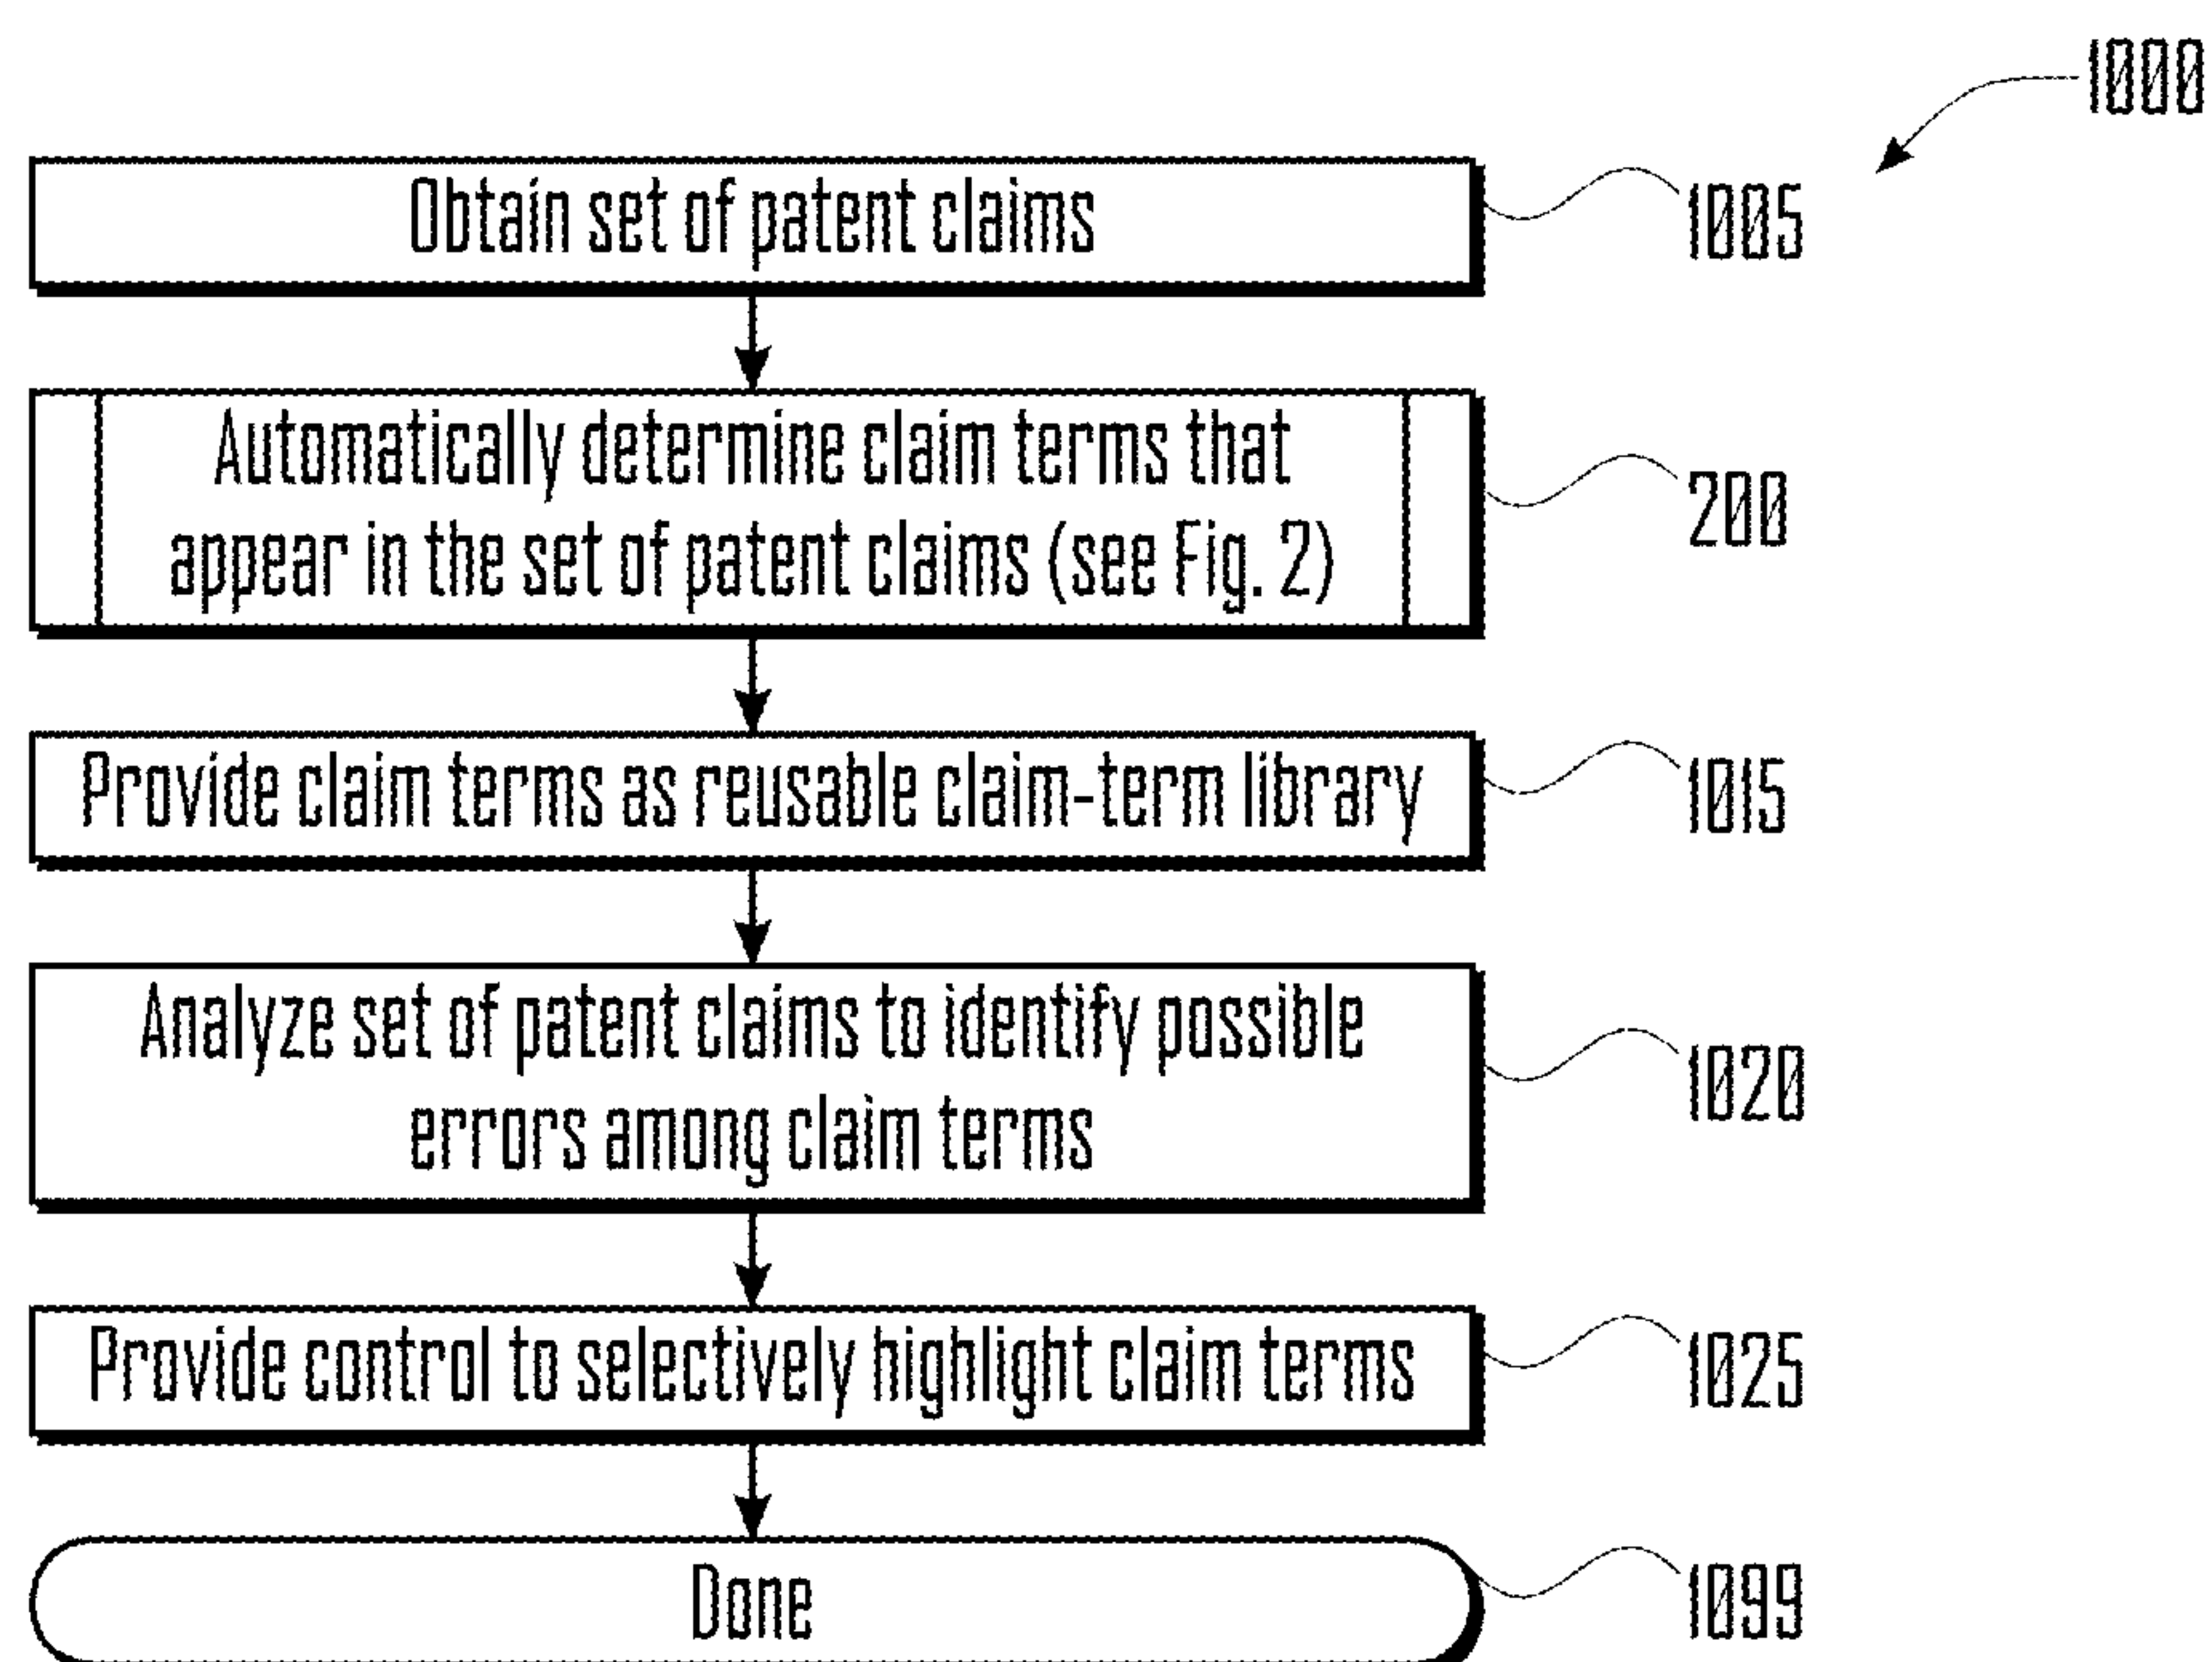 1000
Obtain set of patent claims
1005
Automatically determine claim terms that
appear in the set of patent claims (see Fig. 2)
200
Provide claim terms as reusable claim-term library
1015
Analyze set of patent claims to identify possible
errors among claim terms
1020
Provide control to selectively highlight claim terms
1025
Done
1099